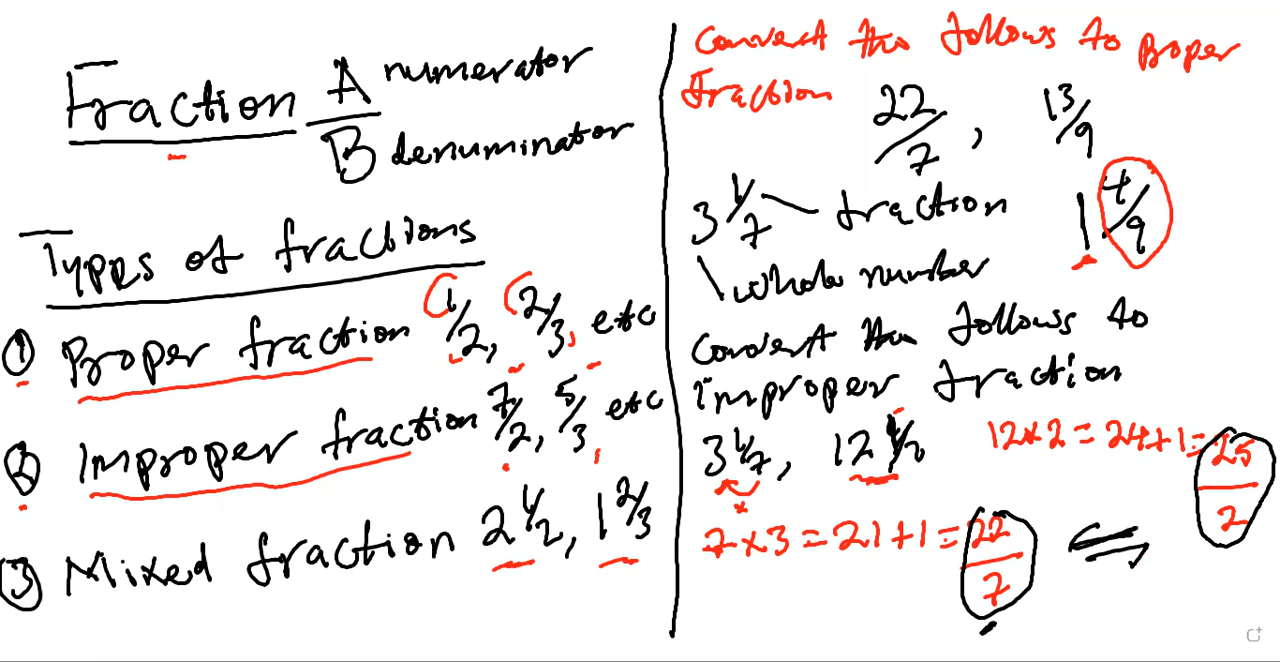 Fraction A numerator
B denuminator
Types of fractions
① Proper fraction 1/2, 2/3, etc
② Improper fraction 7/2, 5/3, etc
③ Mixed fraction 2 1/2, 1 2/3
Convert the follows to proper
fraction 22/7, 13/9
3 1/7 fraction 1 4/9
whole number
Convert the follows to
improper fraction
3 1/7, 12 1/2 12×2=24+1=25/2
7×3=21+1=22/7